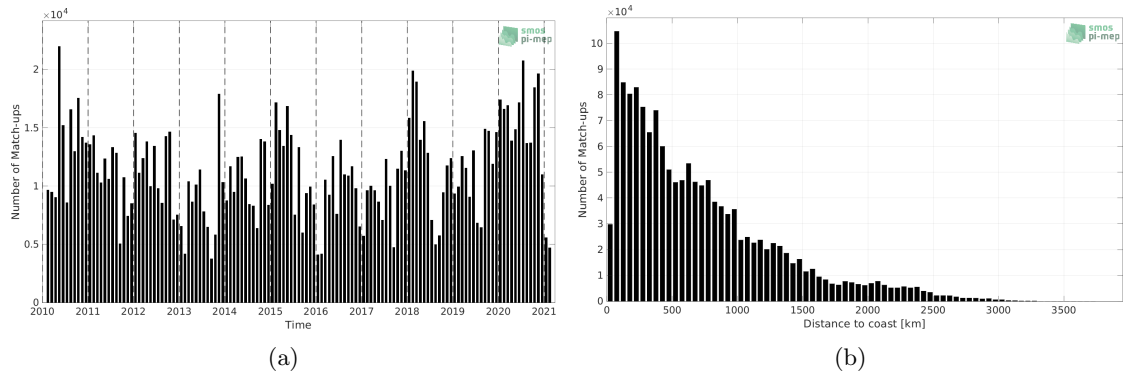 ×10⁴
smos
pi-mep
Number of Match-ups
2
1.5
1
0.5
0
2010 2011 2012 2013 2014 2015 2016 2017 2018 2019 2020 2021
Time
(a)
×10⁴
smos
pi-mep
Number of Match-ups
10
9
8
7
6
5
4
3
2
1
0
0 500 1000 1500 2000 2500 3000 3500
Distance to coast [km]
(b)